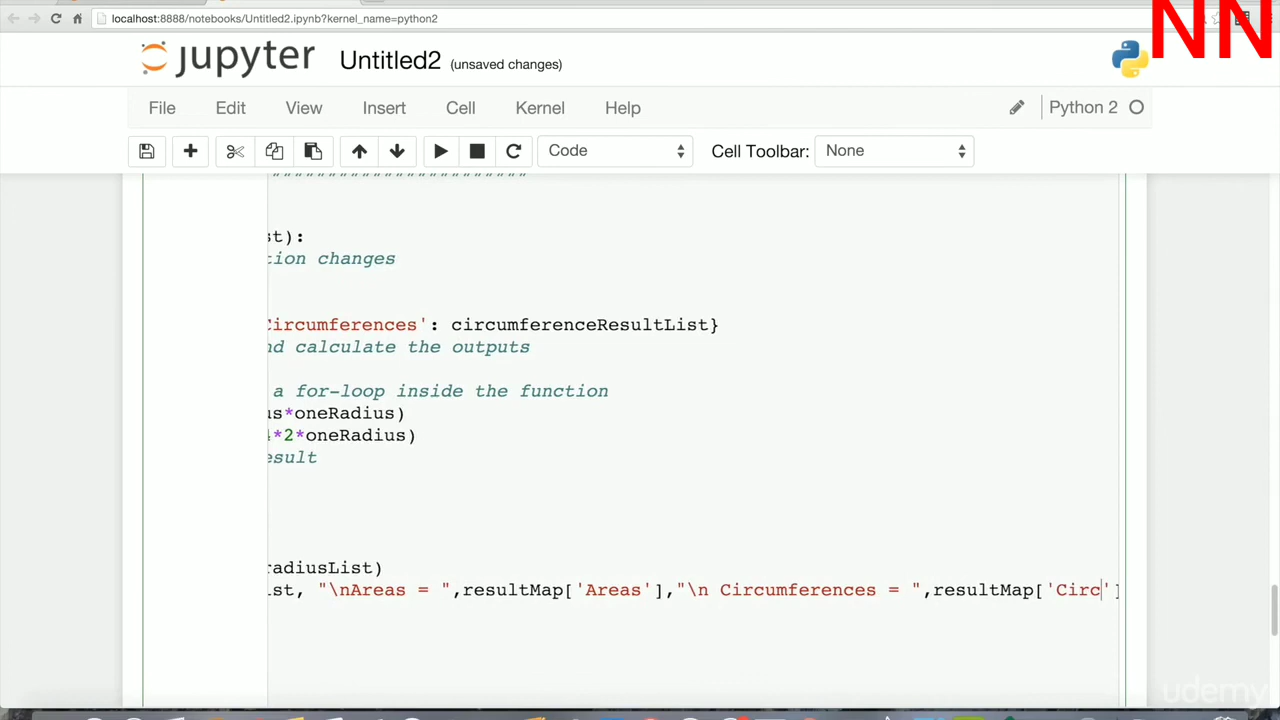 localhost:8888/notebooks/Untitled2.ipynb?kernel_name=python2
NN
jupyter Untitled2 (unsaved changes)
File Edit View Insert Cell Kernel Help Python 2
Code Cell Toolbar: None
st):
tion changes
Circumferences': circumferenceResultList}
nd calculate the outputs
a for-loop inside the function
us*oneRadius)
4*2*oneRadius)
esult
radiusList)
ist, "\nAreas = ",resultMap['Areas'],"\n Circumferences = ",resultMap['Circ']
udemy